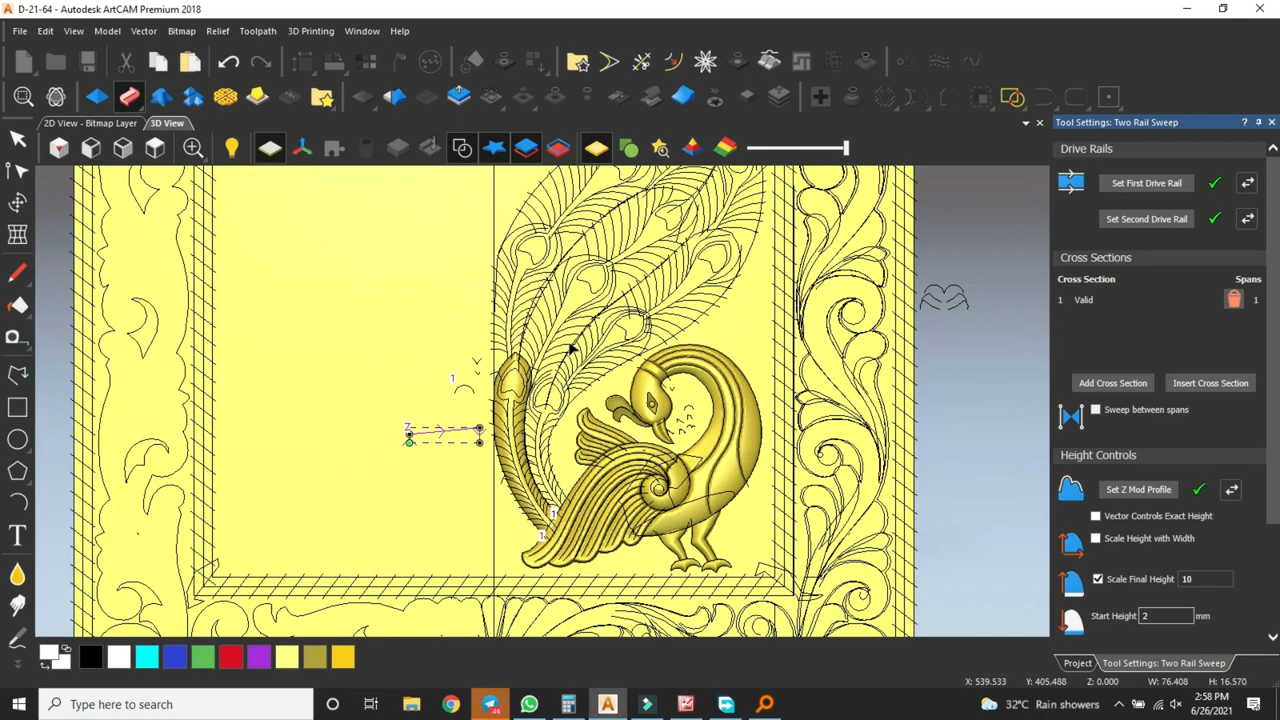 D-21-64 - Autodesk ArtCAM Premium 2018
File Edit View Model Vector Bitmap Relief Toolpath 3D Printing Window Help
2D View - Bitmap Layer 3D View
Tool Settings: Two Rail Sweep
Drive Rails
Set First Drive Rail
Set Second Drive Rail
Cross Sections
Cross Section Spans
1 Valid 1
Add Cross Section Insert Cross Section
Sweep between spans
Height Controls
Set Z Mod Profile
Vector Controls Exact Height
Scale Height with Width
Scale Final Height 10
Start Height 2 mm
1
Z
1
1
Project Tool Settings: Two Rail Sweep
X: 539.533 Y: 405.488 Z: 0.000 W: 76.408 H: 16.570
Type here to search
46
32°C Rain showers
2:58 PM
6/26/2021